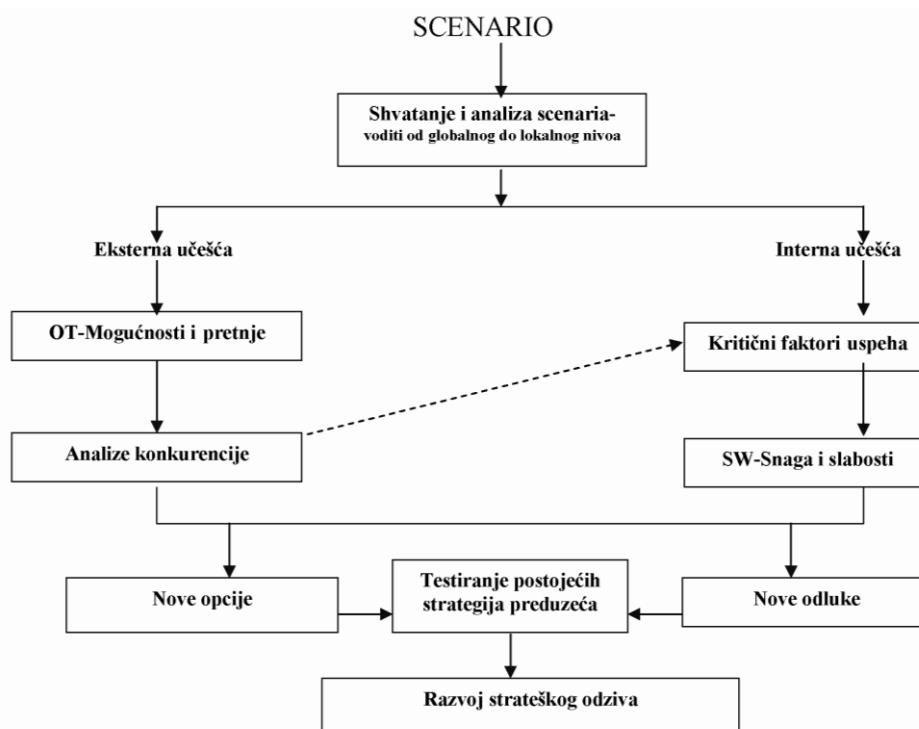 SCENARIO
Shvatanje i analiza scenaria-
voditi od globalnog do lokalnog nivoa
Eksterna učešća
Interna učešća
OT-Mogućnosti i pretnje
Kritični faktori uspeha
Analize konkurencije
SW-Snaga i slabosti
Nove opcije
Testiranje postojećih
strategija preduzeća
Nove odluke
Razvoj strateškog odziva